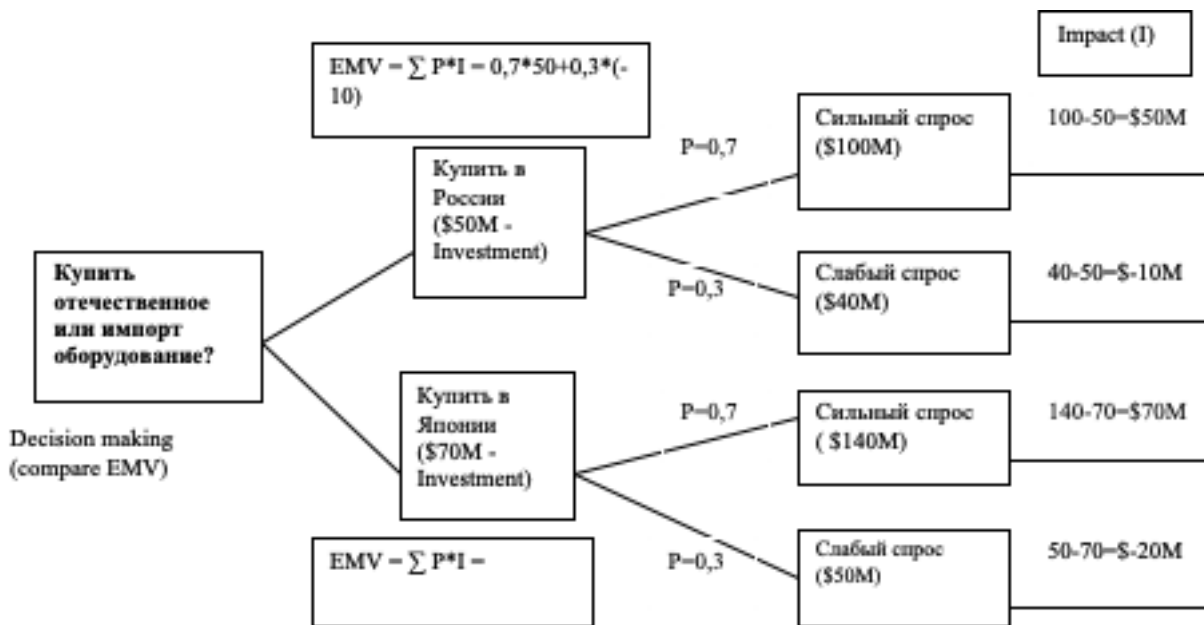 Impact (I)
EMV = ∑ P*I = 0,7*50+0,3*(-
10)
Сильный спрос
($100M)
100-50=$50M
P=0,7
Купить в
России
($50M -
Investment)
Купить
отечественное
или импорт
оборудование?
P=0,3
Слабый спрос
($40M)
40-50=$-10M
Decision making
(compare EMV)
Купить в
Японии
($70M -
Investment)
P=0,7
Сильный спрос
( $140M)
140-70=$70M
EMV = ∑ P*I =
P=0,3
Слабый спрос
($50M)
50-70=$-20M